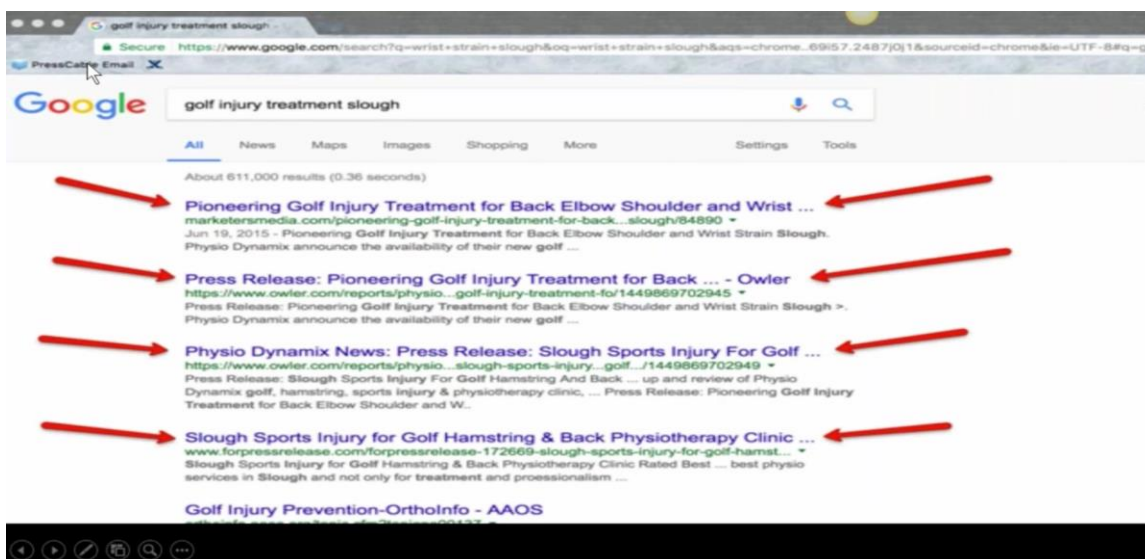 golf injury treatment slough -
Secure https://www.google.com/search?q=wrist+strain+slough&oq=wrist+strain+slough&aqs=chrome..69i57.2487j0j1&sourceid=chrome&ie=UTF-8#q=g
PressCable Email
Google golf injury treatment slough
All News Maps Images Shopping More Settings Tools
About 611,000 results (0.36 seconds)
Pioneering Golf Injury Treatment for Back Elbow Shoulder and Wrist ...
marketersmedia.com/pioneering-golf-injury-treatment-for-back...slough/84890
Jun 19, 2015 - Pioneering Golf Injury Treatment for Back Elbow Shoulder and Wrist Strain Slough.
Physio Dynamix announce the availability of their new golf ...
Press Release: Pioneering Golf Injury Treatment for Back ... - Owler
https://www.owler.com/reports/physio...golf-injury-treatment-fo/1449869702945
Press Release: Pioneering Golf Injury Treatment for Back Elbow Shoulder and Wrist Strain Slough >.
Physio Dynamix announce the availability of their new golf ...
Physio Dynamix News: Press Release: Slough Sports Injury For Golf ...
https://www.owler.com/reports/physio...slough-sports-injury...golf.../1449869702949
Press Release: Slough Sports Injury For Golf Hamstring And Back ... up and review of Physio
Dynamix golf, hamstring, sports injury & physiotherapy clinic, ... Press Release: Pioneering Golf Injury
Treatment for Back Elbow Shoulder and W..
Slough Sports Injury for Golf Hamstring & Back Physiotherapy Clinic ...
www.forpressrelease.com/forpressrelease-172669-slough-sports-injury-for-golf-hamst...
Slough Sports Injury for Golf Hamstring & Back Physiotherapy Clinic Rated Best ... best physio
services in Slough and not only for treatment and proessionalism ...
Golf Injury Prevention-OrthoInfo - AAOS